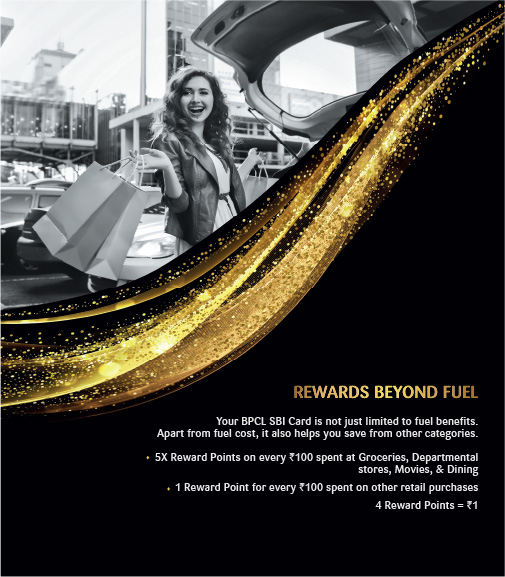 REWARDS BEYOND FUEL
Your BPCL SBI Card is not just limited to fuel benefits.
Apart from fuel cost, it also helps you save from other categories.
• 5X Reward Points on every ₹100 spent at Groceries, Departmental
stores, Movies, & Dining
• 1 Reward Point for every ₹100 spent on other retail purchases
4 Reward Points = ₹1